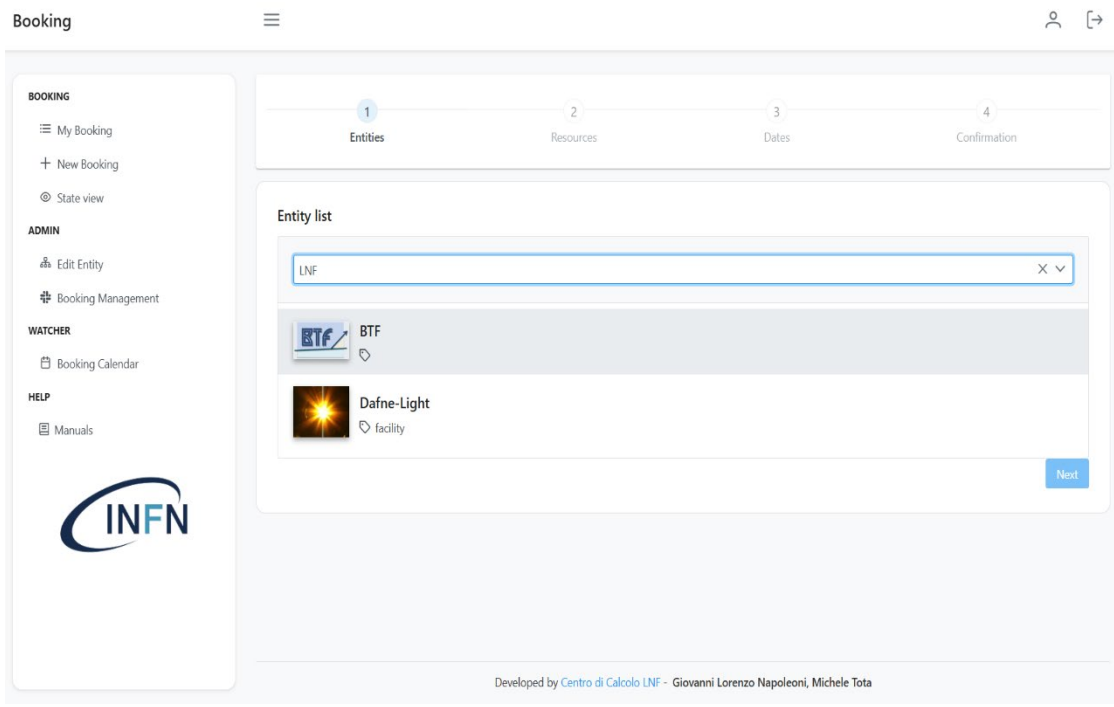 Booking
BOOKING
My Booking
New Booking
State view
ADMIN
Edit Entity
Booking Management
WATCHER
Booking Calendar
HELP
Manuals
INFN
1
Entities
2
Resources
3
Dates
4
Confirmation
Entity list
LNF
BTF
BTF
Dafne-Light
facility
Next
Developed by Centro di Calcolo LNF - Giovanni Lorenzo Napoleoni, Michele Tota